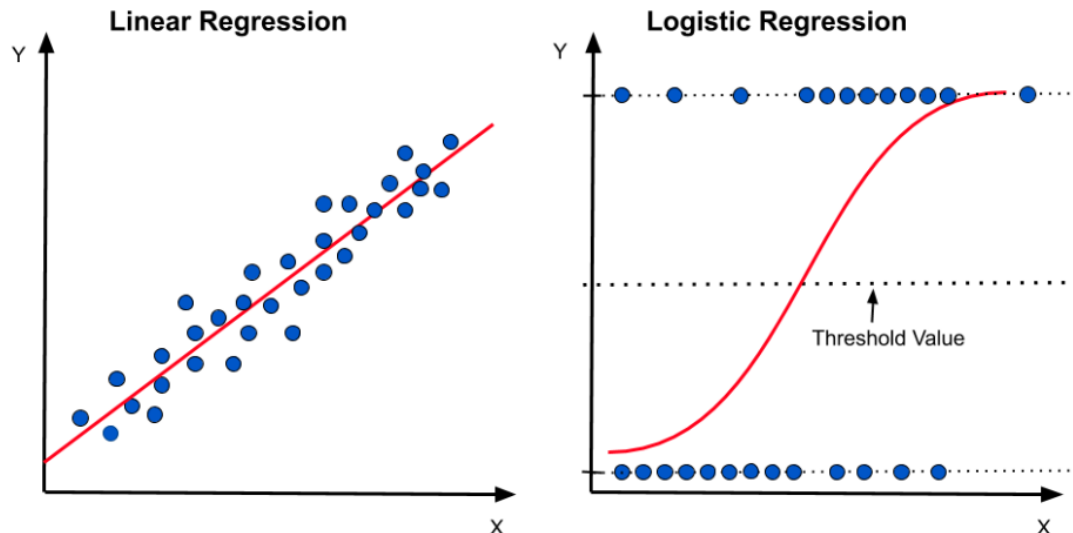 Linear Regression
Y
X
Logistic Regression
Y
Threshold Value
X